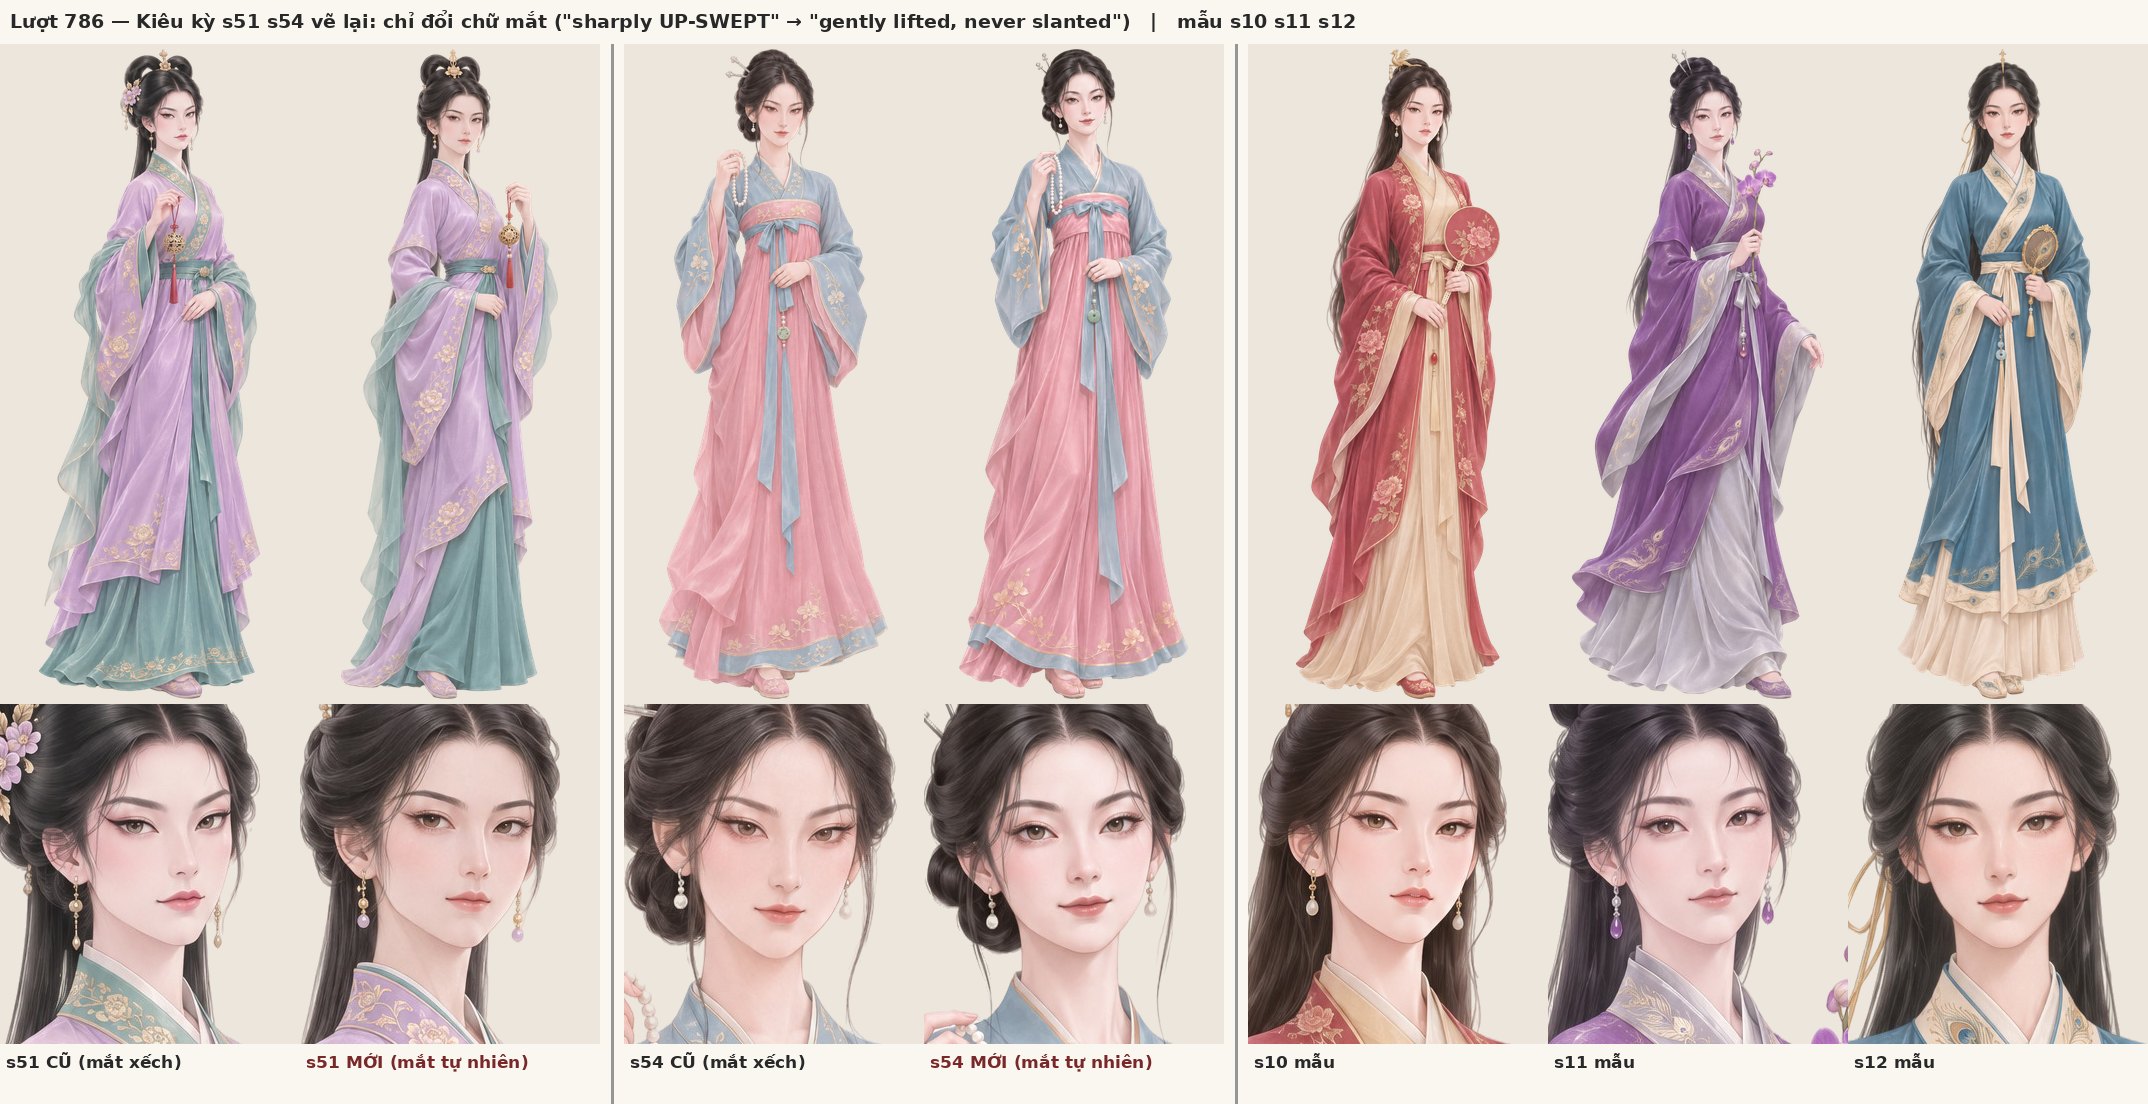 Lượt 786 — Kiêu kỳ s51 s54 vẽ lại: chỉ đổi chữ mắt ("sharply UP-SWEPT" → "gently lifted, never slanted") | mẫu s10 s11 s12
s51 CŨ (mắt xếch)
s51 MỚI (mắt tự nhiên)
s54 CŨ (mắt xếch)
s54 MỚI (mắt tự nhiên)
s10 mẫu
s11 mẫu
s12 mẫu